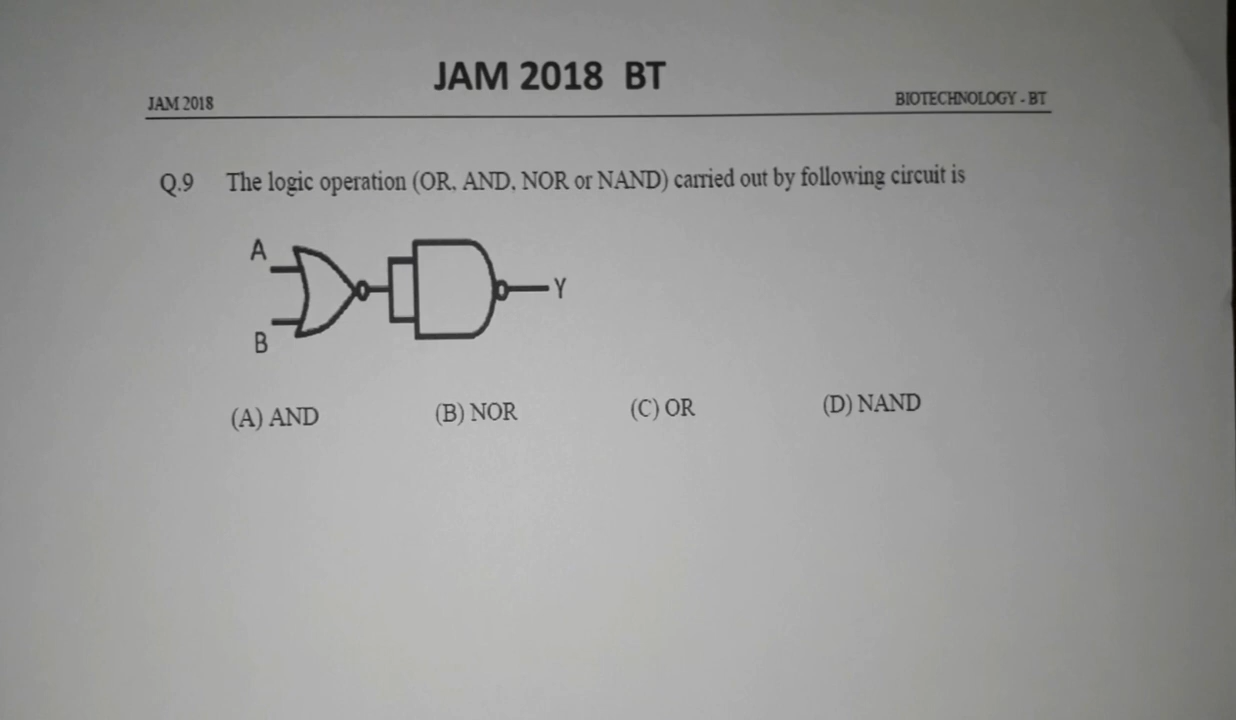 JAM 2018 BT
JAM 2018 BIOTECHNOLOGY - BT
Q.9 The logic operation (OR, AND, NOR or NAND) carried out by following circuit is
A
B
Y
(A) AND (B) NOR (C) OR (D) NAND